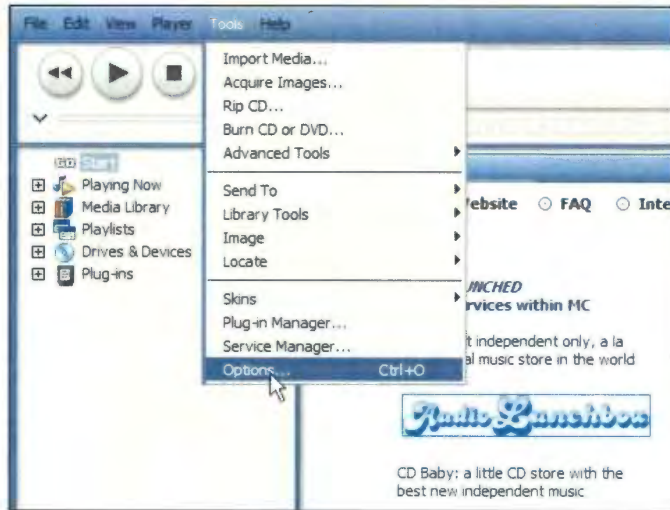 File Edit View Player Tools Help
Import Media...
Acquire Images...
Rip CD...
Burn CD or DVD...
Advanced Tools
Send To
Library Tools
Image
Locate
Skins
Plug-in Manager...
Service Manager...
Options... Ctrl+O
Start
Playing Now
Media Library
Playlists
Drives & Devices
Plug-ins
ebsite FAQ Inte
NCHED
rvices within MC
t independent only, a la
al music store in the world
Audio Lunchbox
CD Baby: a little CD store with the
best new independent music